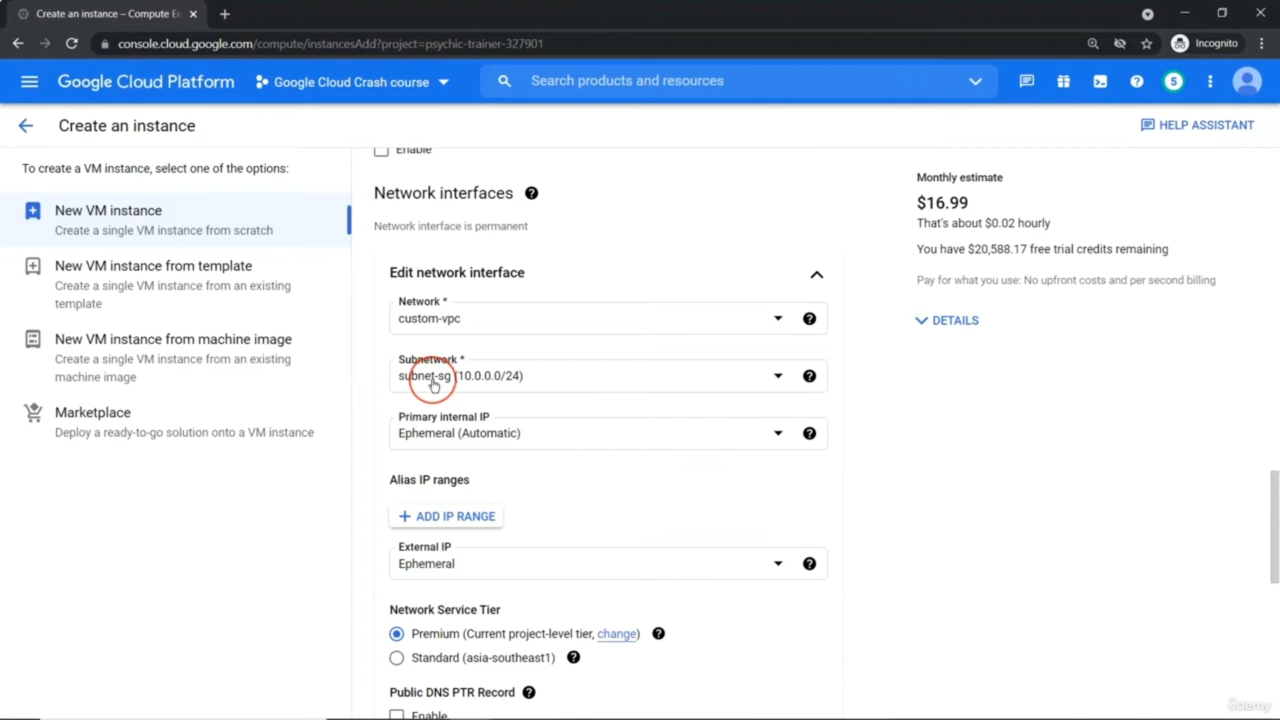 Create an instance – Compute En
console.cloud.google.com/compute/instancesAdd?project=psychic-trainer-327901
Incognito
Google Cloud Platform
Google Cloud Crash course
Search products and resources
5
Create an instance
HELP ASSISTANT
To create a VM instance, select one of the options:
New VM instance
Create a single VM instance from scratch
New VM instance from template
Create a single VM instance from an existing
template
New VM instance from machine image
Create a single VM instance from an existing
machine image
Marketplace
Deploy a ready-to-go solution onto a VM instance
Enable
Network interfaces
Network interface is permanent
Edit network interface
Network *
custom-vpc
Subnetwork *
subnet-sg (10.0.0.0/24)
Primary internal IP
Ephemeral (Automatic)
Alias IP ranges
+ ADD IP RANGE
External IP
Ephemeral
Network Service Tier
Premium (Current project-level tier, change)
Standard (asia-southeast1)
Public DNS PTR Record
Enable
Monthly estimate
$16.99
That's about $0.02 hourly
You have $20,588.17 free trial credits remaining
Pay for what you use: No upfront costs and per second billing
DETAILS
ûdemy